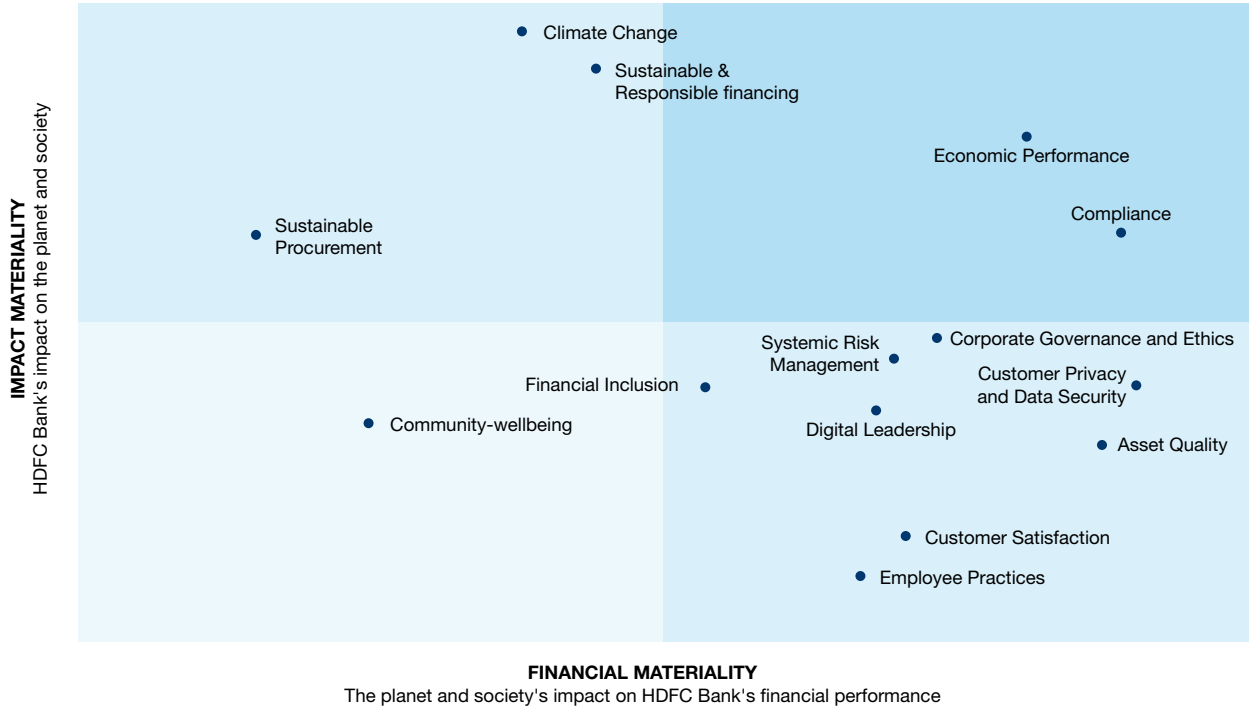 Climate Change
Sustainable &
Responsible financing
Economic Performance
Compliance
Sustainable
Procurement
IMPACT MATERIALITY
HDFC Bank's impact on the planet and society
Corporate Governance and Ethics
Systemic Risk
Management
Customer Privacy
and Data Security
Financial Inclusion
Community-wellbeing
Digital Leadership
Asset Quality
Customer Satisfaction
Employee Practices
FINANCIAL MATERIALITY
The planet and society's impact on HDFC Bank's financial performance